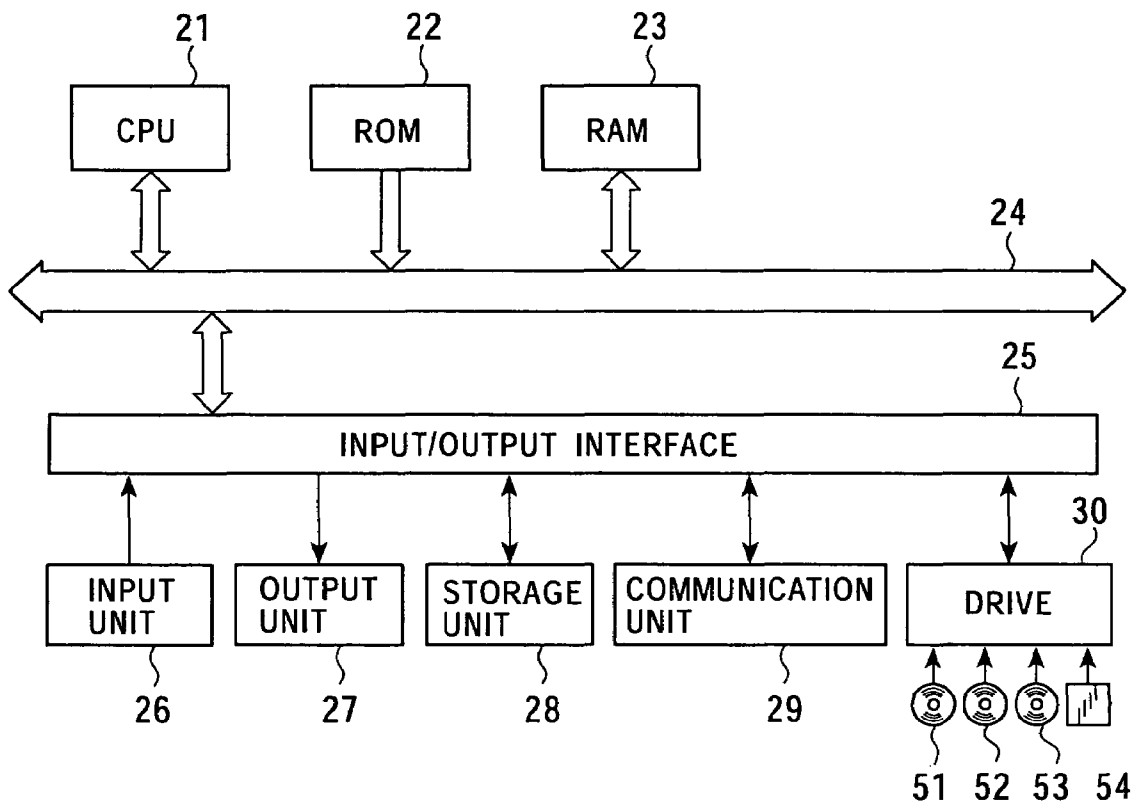 21
22
23
CPU
ROM
RAM
24
25
INPUT/OUTPUT INTERFACE
30
INPUT
UNIT
OUTPUT
UNIT
STORAGE
UNIT
COMMUNICATION
UNIT
DRIVE
26
27
28
29
51
52
53
54